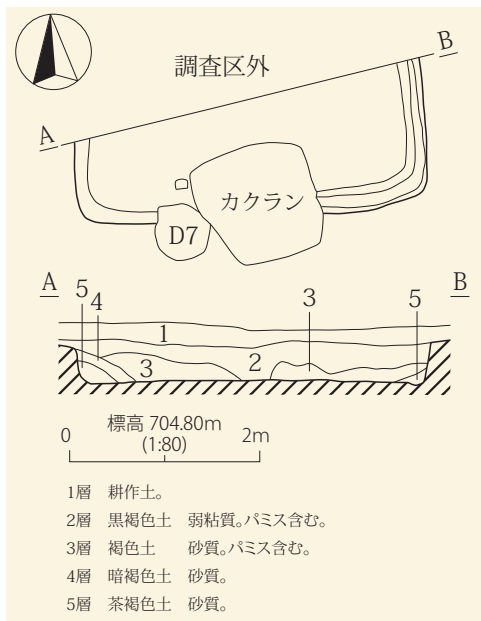 調査区外
B
A
カクラン
D7
A
B
5
4
3
5
1
3
2
標高 704.80m
0
2m
(1:80)
1層 耕作土。
2層 黒褐色土 弱粘質。パミス含む。
3層 褐色土 砂質。パミス含む。
4層 暗褐色土 砂質。
5層 茶褐色土 砂質。